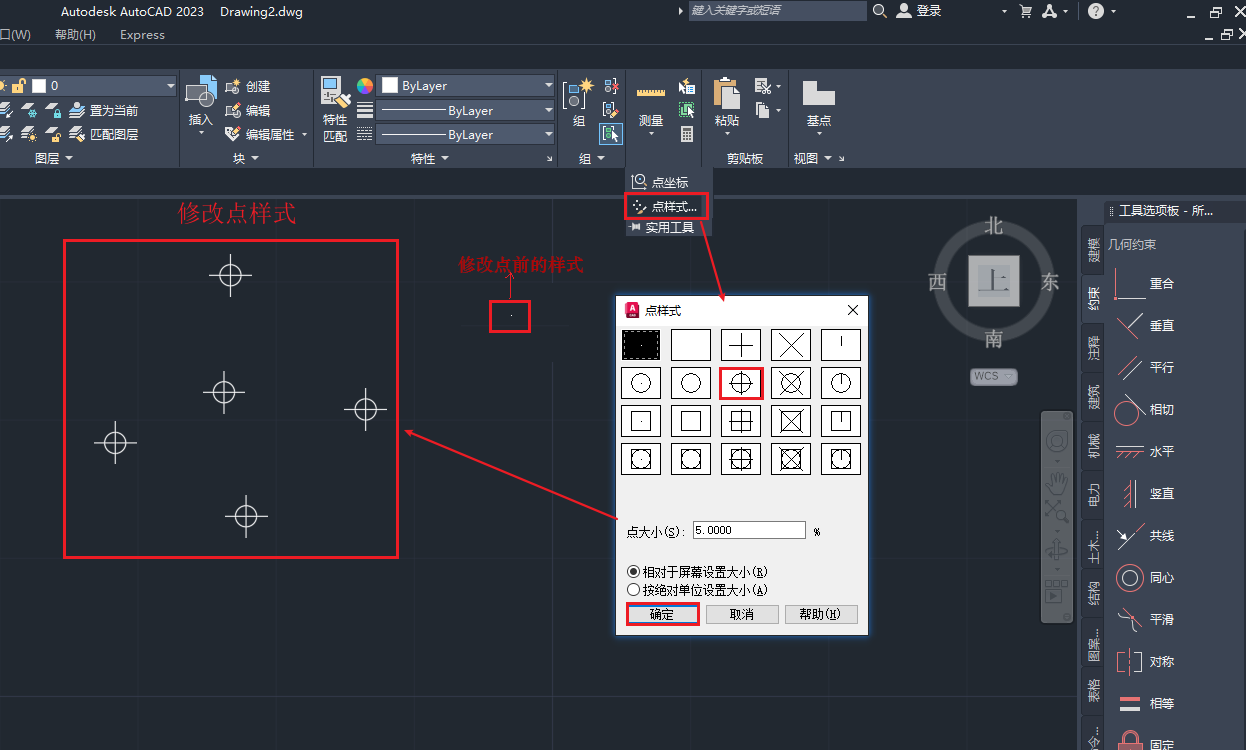 Autodesk AutoCAD 2023 Drawing2.dwg
键入关键字或短语
登录
口(W) 帮助(H) Express
0
置为当前
匹配图层
图层
插入
创建
编辑
编辑属性
块
特性
匹配
ByLayer
ByLayer
ByLayer
特性
组
组
测量
粘贴
剪贴板
基点
视图
点坐标
点样式...
实用工具
修改点样式
修改点前的样式
点样式
点大小(S): 5.0000 %
相对于屏幕设置大小(R)
按绝对单位设置大小(A)
确定 取消 帮助(H)
北
西 上 东
南
WCS
工具选项板 - 所...
几何约束
建模
约束
注释
建筑
机械
电力
土木...
结构
图案...
表格
重合
垂直
平行
相切
水平
竖直
共线
同心
平滑
对称
相等
固定